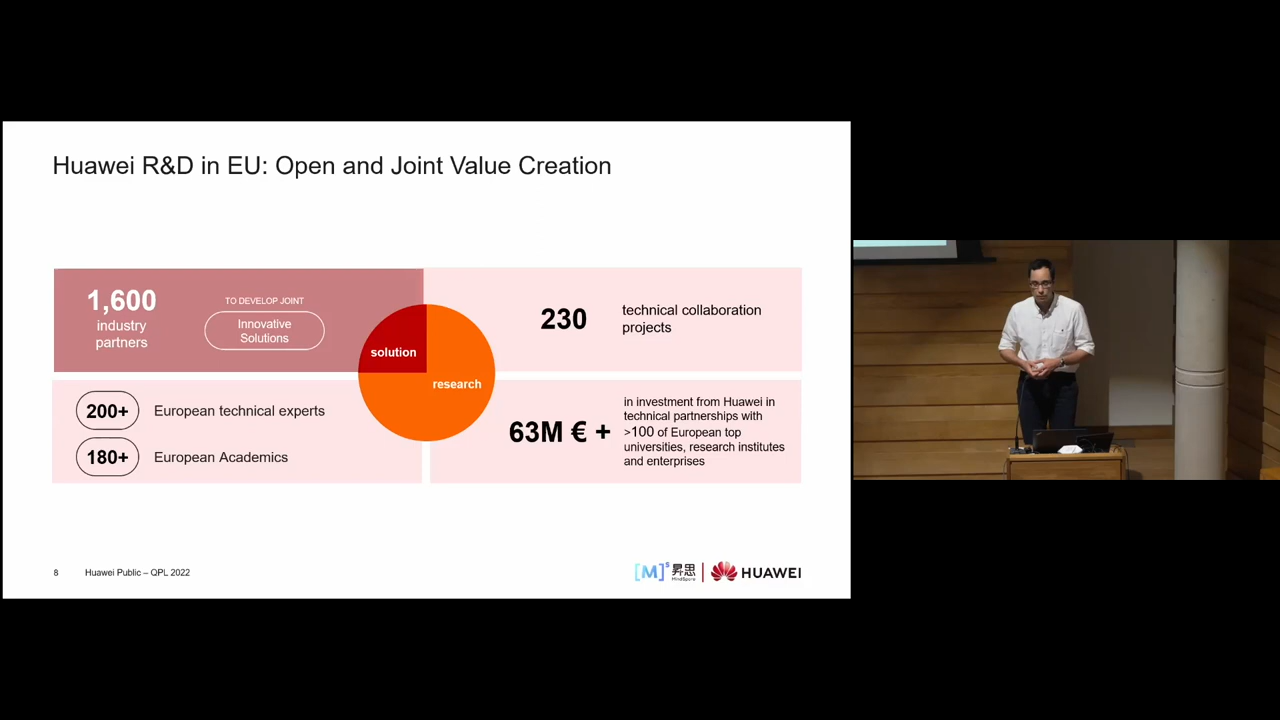 Huawei R&D in EU: Open and Joint Value Creation
1,600
industry
partners
TO DEVELOP JOINT
Innovative
Solutions
solution
research
230
technical collaboration
projects
200+
European technical experts
180+
European Academics
63M € +
in investment from Huawei in
technical partnerships with
>100 of European top
universities, research institutes
and enterprises
8
Huawei Public – QPL 2022
[M]s
昇思
MindSpore
HUAWEI